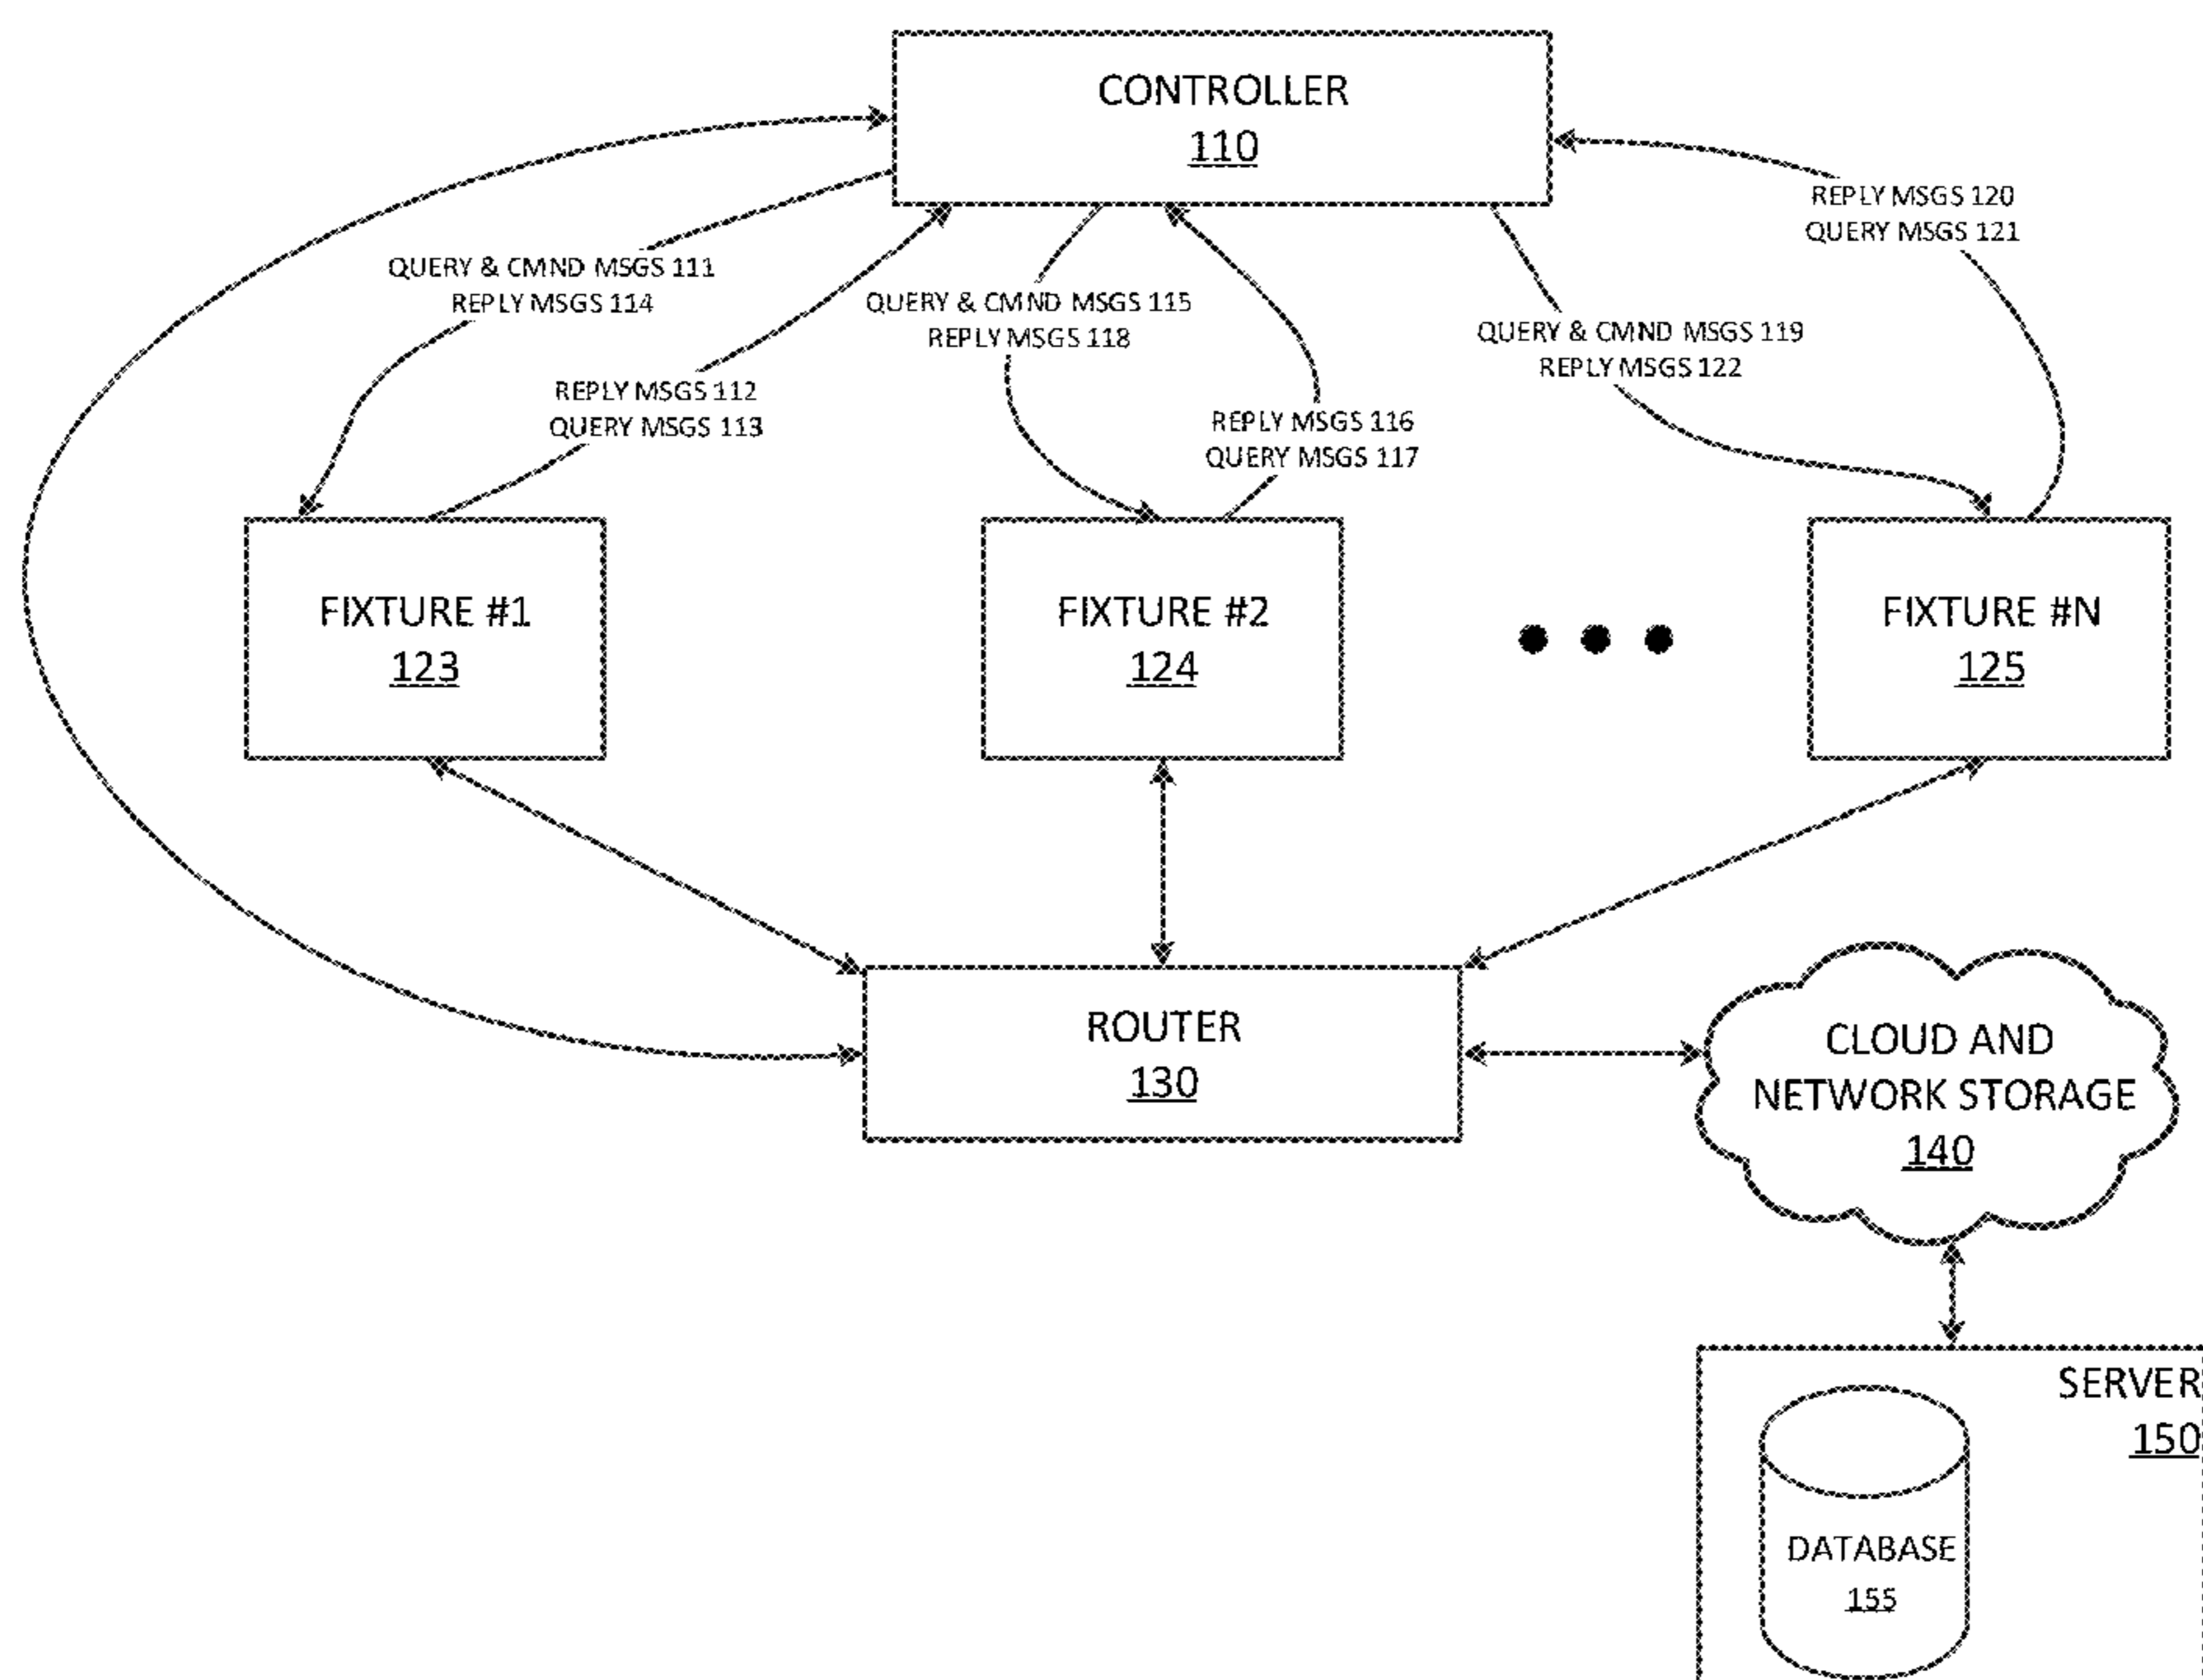 CONTROLLER
110
QUERY & CMND MSGS 111
REPLY MSGS 114
REPLY MSGS 112
QUERY MSGS 113
QUERY & CMND MSGS 115
REPLY MSGS 118
REPLY MSGS 116
QUERY MSGS 117
QUERY & CMND MSGS 119
REPLY MSGS 122
REPLY MSGS 120
QUERY MSGS 121
FIXTURE #1
123
FIXTURE #2
124
FIXTURE #N
125
ROUTER
130
CLOUD AND
NETWORK STORAGE
140
SERVER
150
DATABASE
155